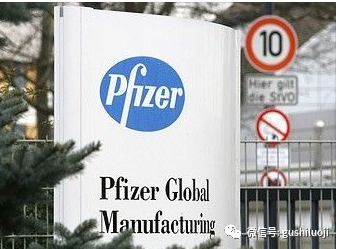 Pfizer
Pfizer Global
Manufacturing
10
Hier gilt
die StVO
微信号: gushiluoji